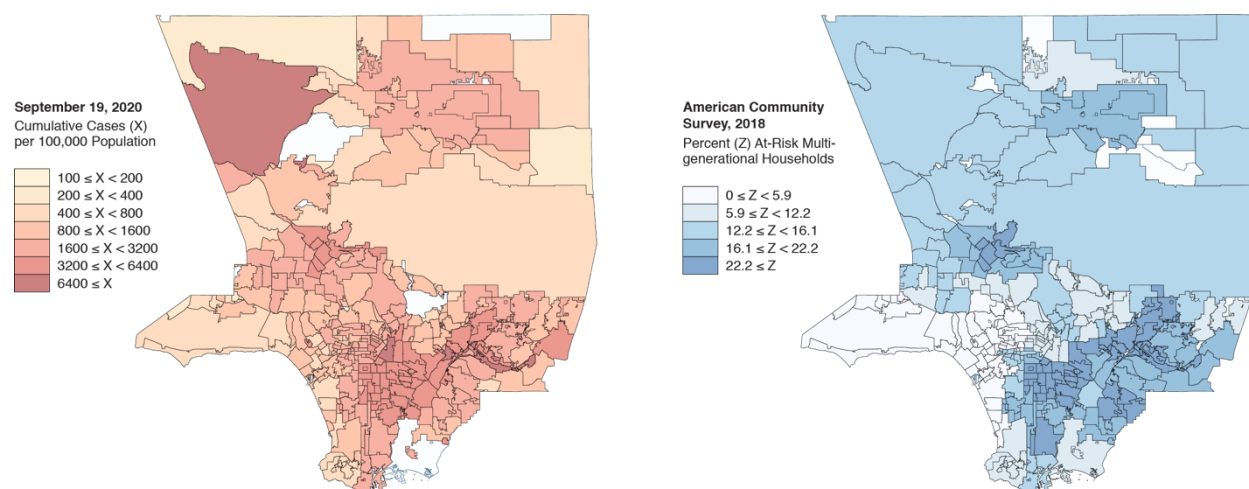 September 19, 2020
Cumulative Cases (X)
per 100,000 Population
100 ≤ X < 200
200 ≤ X < 400
400 ≤ X < 800
800 ≤ X < 1600
1600 ≤ X < 3200
3200 ≤ X < 6400
6400 ≤ X
American Community
Survey, 2018
Percent (Z) At-Risk Multi-
generational Households
0 ≤ Z < 5.9
5.9 ≤ Z < 12.2
12.2 ≤ Z < 16.1
16.1 ≤ Z < 22.2
22.2 ≤ Z